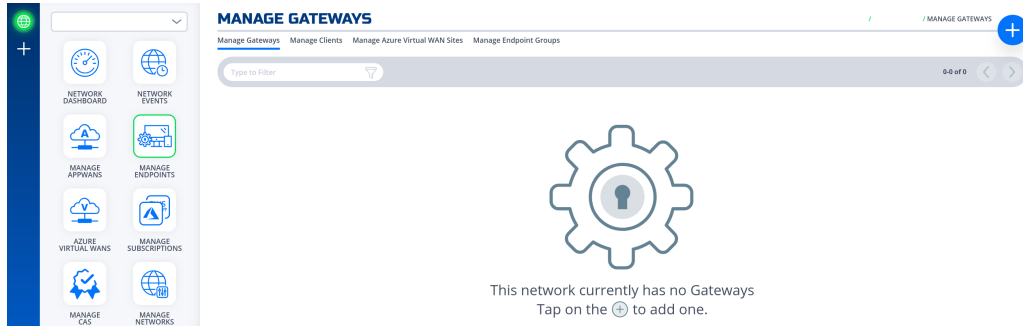 MANAGE GATEWAYS
/ / MANAGE GATEWAYS
Manage Gateways Manage Clients Manage Azure Virtual WAN Sites Manage Endpoint Groups
Type to Filter
0-0 of 0
NETWORK
DASHBOARD
NETWORK
EVENTS
MANAGE
APPWANS
MANAGE
ENDPOINTS
AZURE
VIRTUAL WANS
MANAGE
SUBSCRIPTIONS
MANAGE
CAS
MANAGE
NETWORKS
This network currently has no Gateways
Tap on the + to add one.